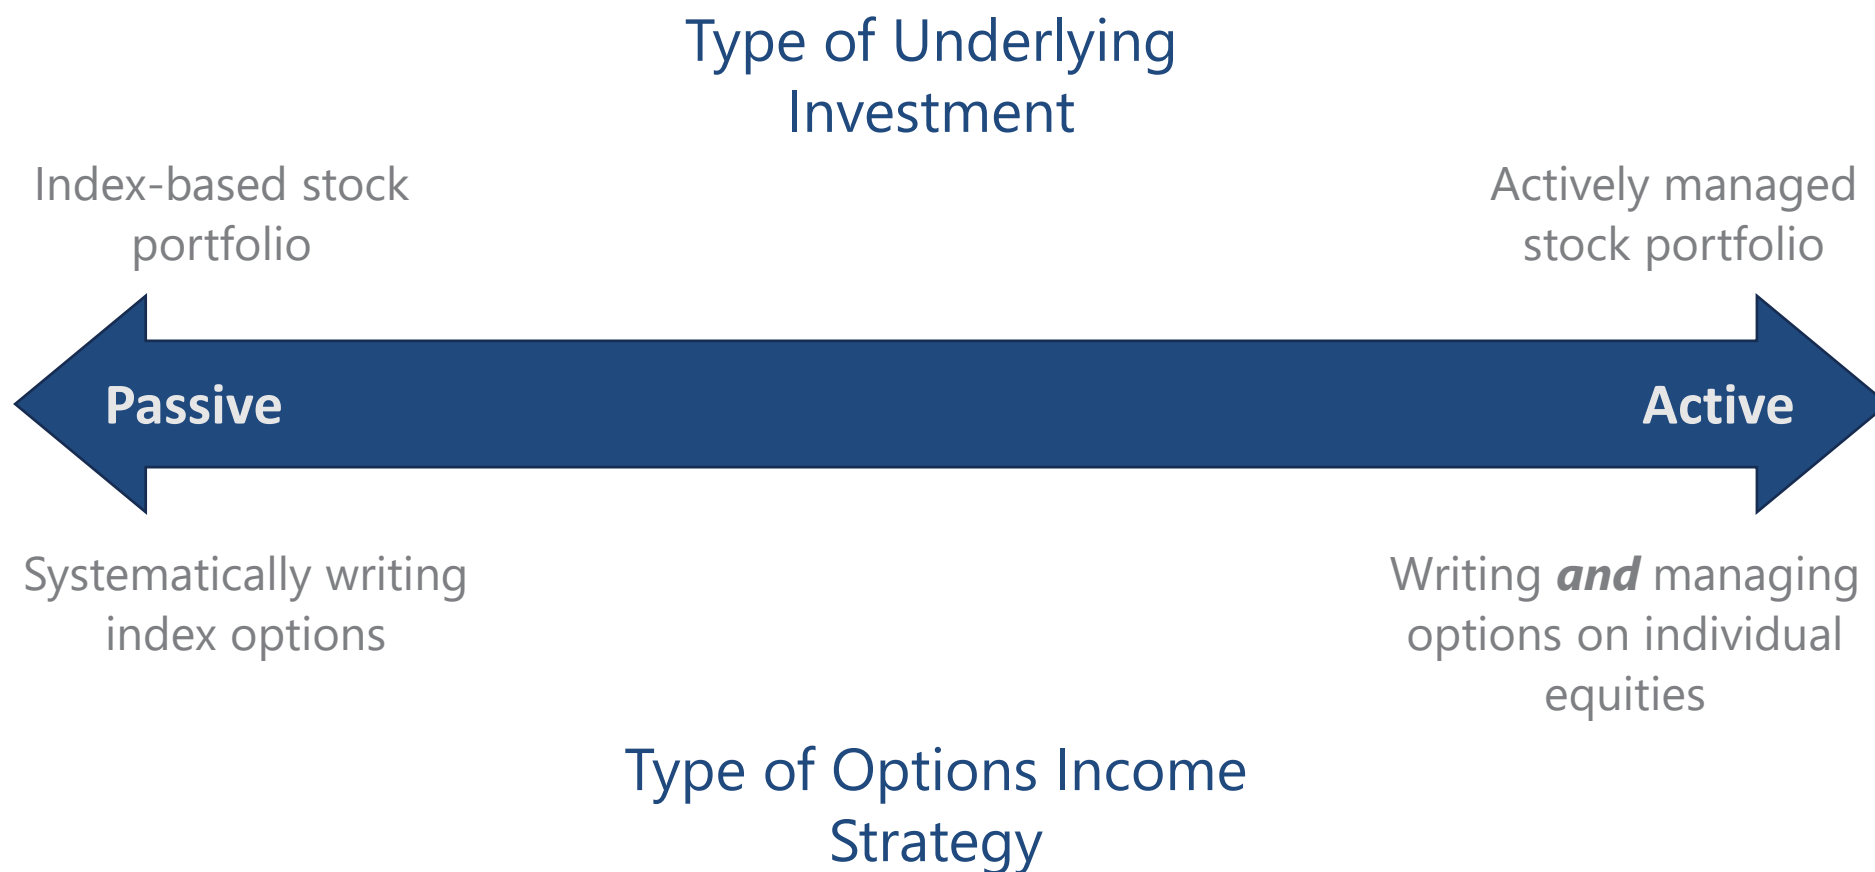 Type of Underlying
Investment
Index-based stock
portfolio
Actively managed
stock portfolio
Passive
Active
Systematically writing
index options
Writing and managing
options on individual
equities
Type of Options Income
Strategy